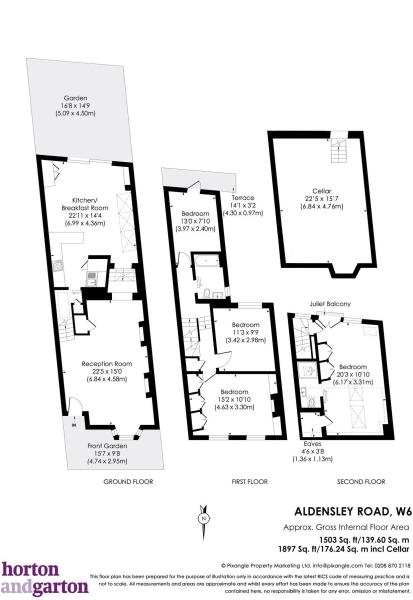 Garden
16'8 x 14'9
(5.09 x 4.50m)
Kitchen/
Breakfast Room
22'11 x 14'4
(6.99 x 4.36m)
Reception Room
22'5 x 15'0
(6.84 x 4.58m)
IN
Front Garden
15'7 x 9'8
(4.74 x 2.95m)
GROUND FLOOR
Terrace
14'1 x 3'2
(4.30 x 0.97m)
Bedroom
13'0 x 7'10
(3.97 x 2.40m)
Bedroom
11'3 x 9'9
(3.42 x 2.98m)
Bedroom
15'2 x 10'10
(4.63 x 3.30m)
FIRST FLOOR
Cellar
22'5 x 15'7
(6.84 x 4.76m)
Juliet Balcony
Bedroom
20'3 x 10'10
(6.17 x 3.31m)
Eaves
4'6 x 3'8
(1.36 x 1.13m)
SECOND FLOOR
N
ALDENSLEY ROAD, W6
Approx. Gross Internal Floor Area
1503 Sq. ft/139.60 Sq. m
1897 Sq. ft/176.24 Sq. m incl Cellar
© Pixangle Property Marketing Ltd. info@pixangle.com Tel: 0208 870 2118
horton
andgarton
This floor plan has been prepared for the purpose of illustration only in accordance with the latest RICS code of measuring practice and is
not to scale. All measurements and areas are approximate and whilst every effort has been made to ensure the accuracy of the plan
contained here, no responsibility is taken for any error, omission or misstatement.